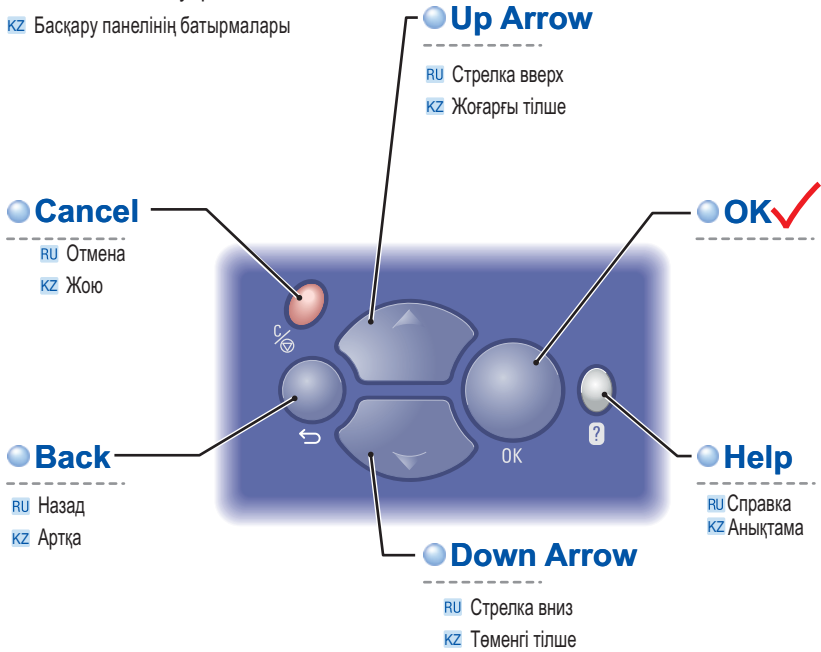 KZ Басқару панелінің батырмалары
Up Arrow
RU Стрелка вверх
KZ Жоғарғы тілше
Cancel
RU Отмена
KZ Жою
OK
C/
OK
?
Back
RU Назад
KZ Артқа
Help
RU Справка
KZ Анықтама
Down Arrow
RU Стрелка вниз
KZ Төменгі тілше